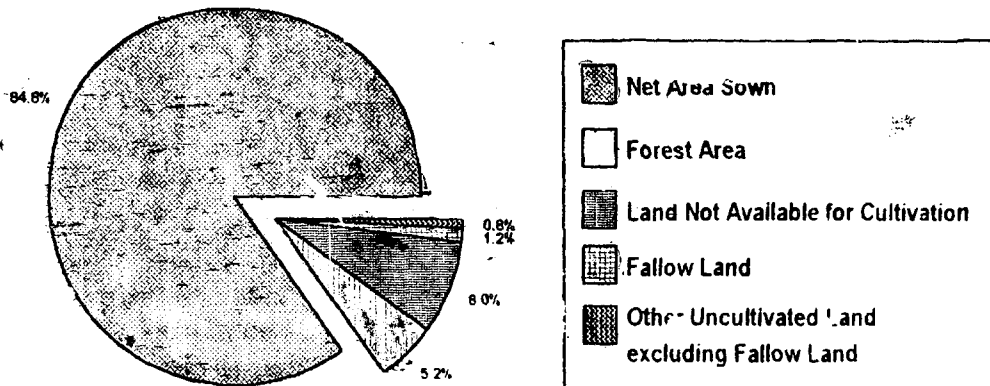 84.8%
0.8%
1.2%
8.0%
5.2%
Net Area Sown
Forest Area
Land Not Available for Cultivation
Fallow Land
Other Uncultivated Land
excluding Fallow Land